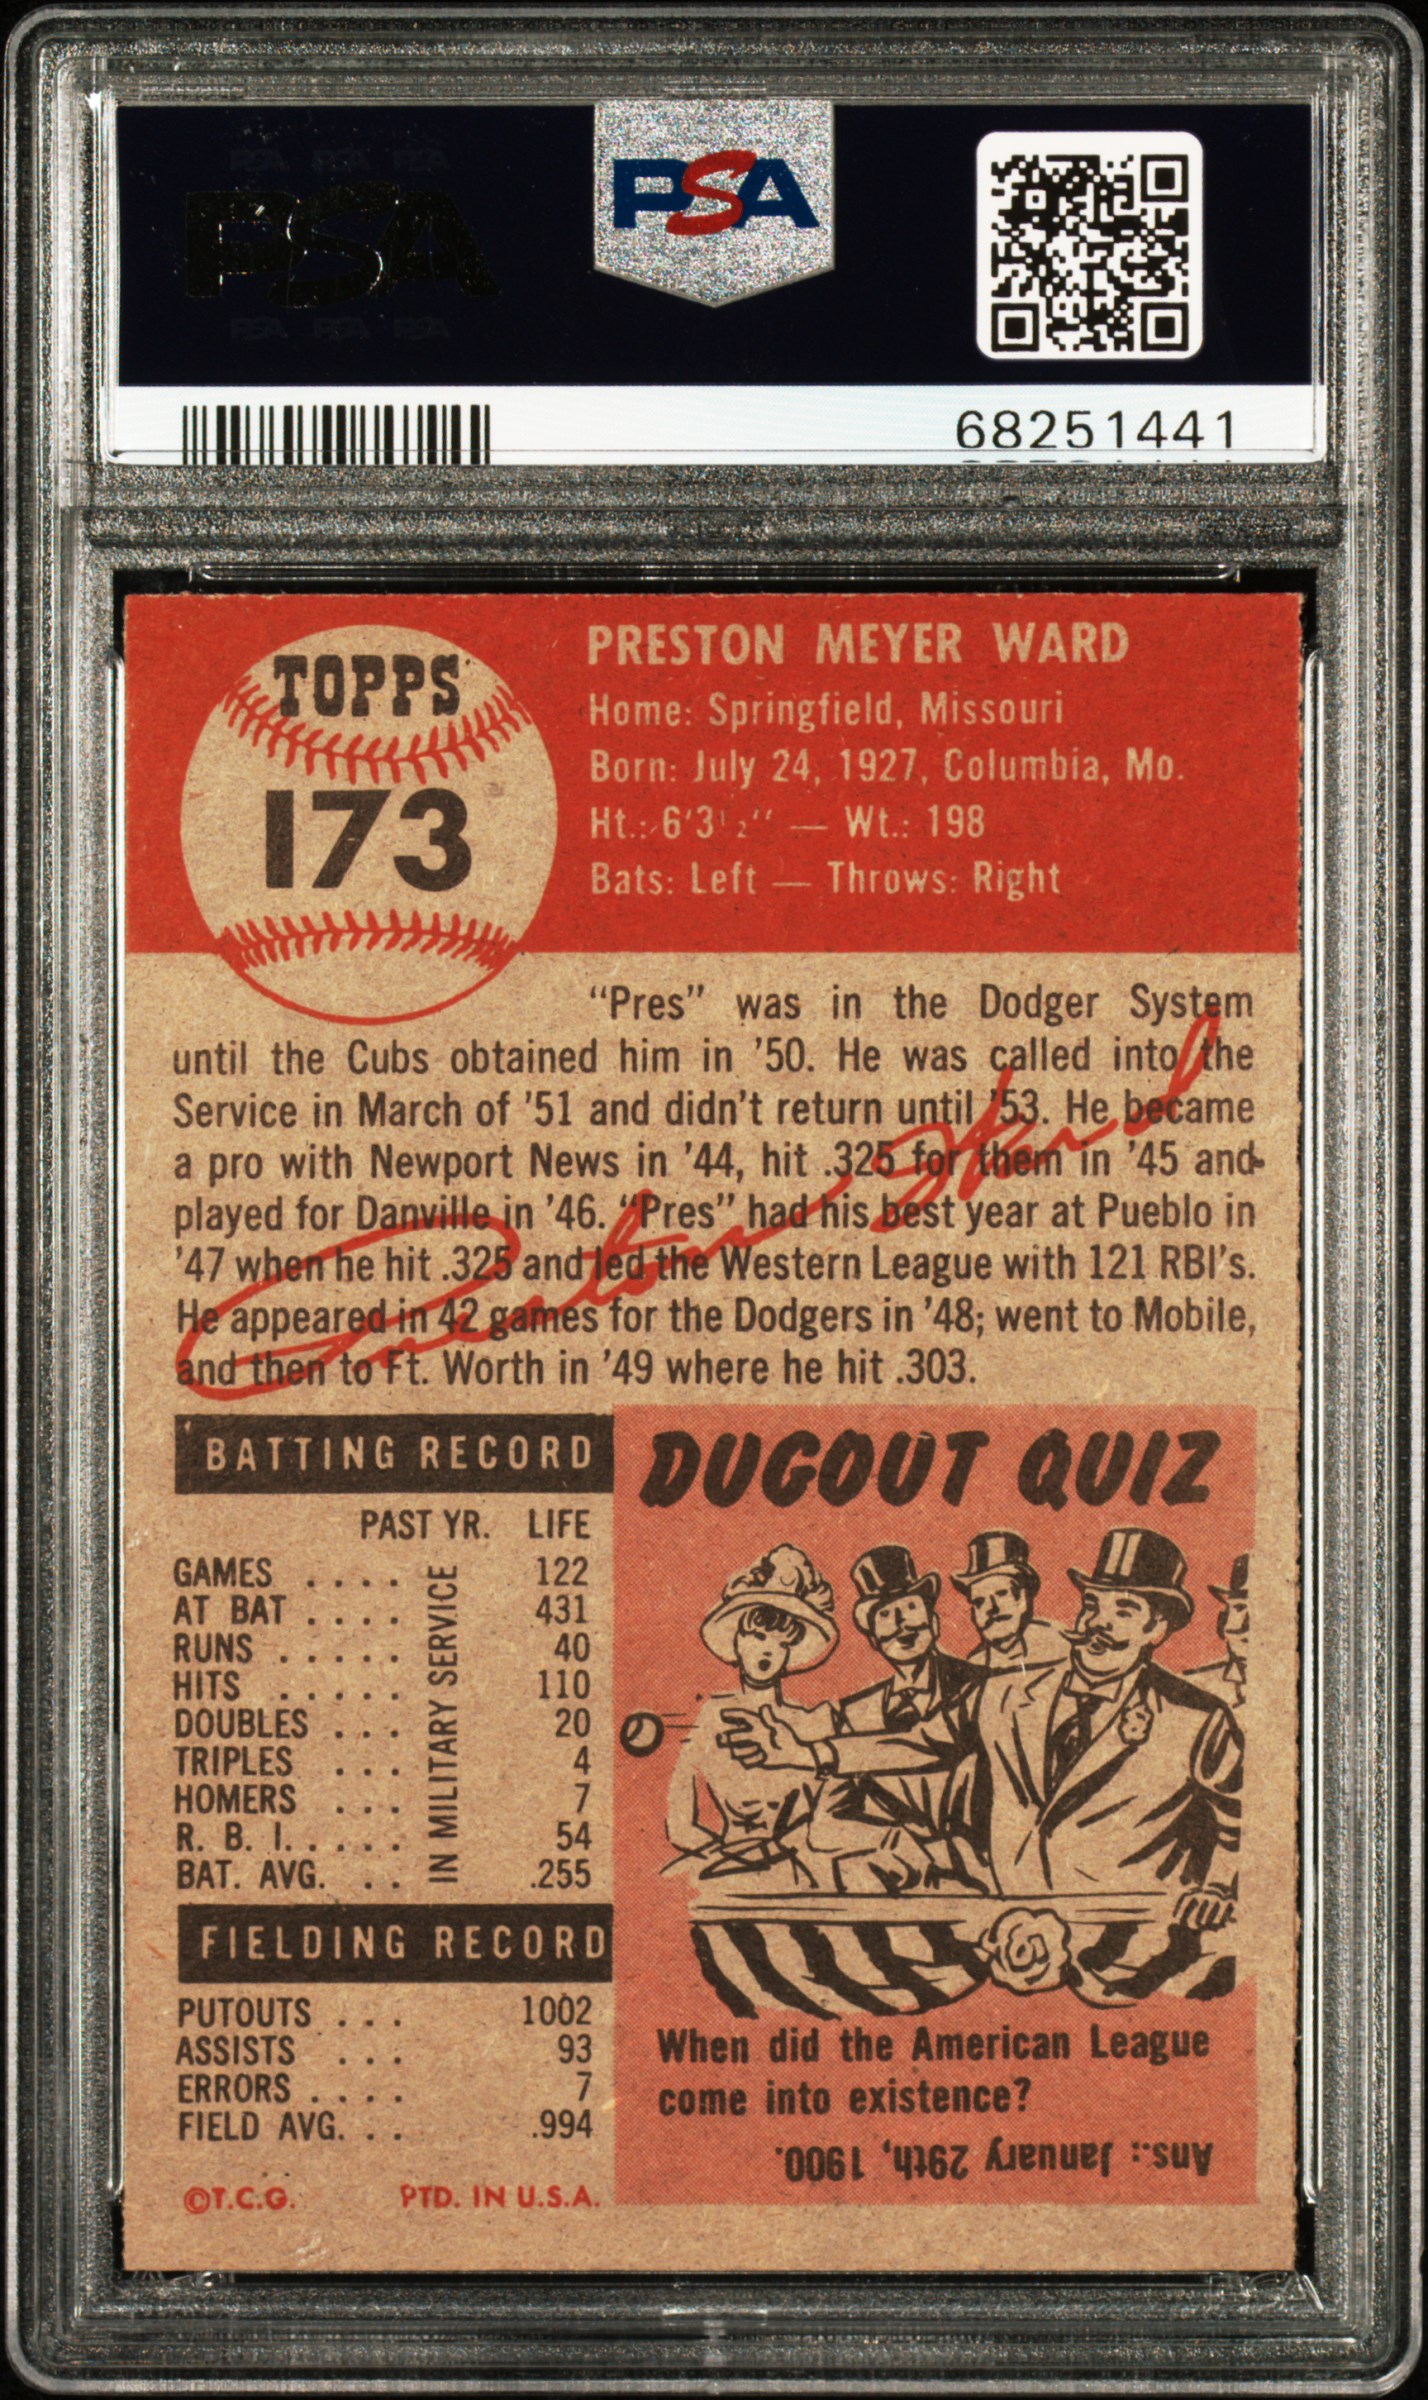 PSA
68251441
TOPPS
173
PRESTON MEYER WARD
Home: Springfield, Missouri
Born: July 24, 1927, Columbia, Mo.
Ht.: 6'3½" — Wt.: 198
Bats: Left — Throws: Right
“Pres” was in the Dodger System
until the Cubs obtained him in ’50. He was called into the
Service in March of ’51 and didn’t return until ’53. He became
a pro with Newport News in ’44, hit .325 for them in ’45 and
played for Danville in ’46. “Pres” had his best year at Pueblo in
’47 when he hit .325 and led the Western League with 121 RBI’s.
He appeared in 42 games for the Dodgers in ’48; went to Mobile,
and then to Ft. Worth in ’49 where he hit .303.
Preston Ward
BATTING RECORD
PAST YR. LIFE
IN MILITARY SERVICE
GAMES .... 122
AT BAT .... 431
RUNS ..... 40
HITS ..... 110
DOUBLES ... 20
TRIPLES ... 4
HOMERS ... 7
R. B. I. .... 54
BAT. AVG. .. .255
FIELDING RECORD
PUTOUTS ... 1002
ASSISTS ... 93
ERRORS .... 7
FIELD AVG. .. .994
©T.C.G. PTD. IN U.S.A.
DUGOUT QUIZ
When did the American League
come into existence?
Ans.: January 29th, 1900.
PSA